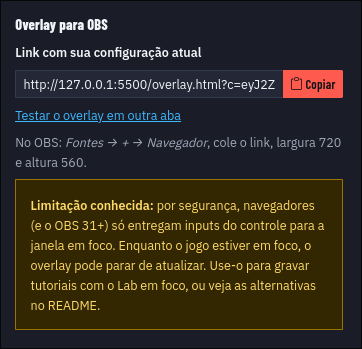 Overlay para OBS
Link com sua configuração atual
http://127.0.0.1:5500/overlay.html?c=eyJ2Z
Copiar
Testar o overlay em outra aba
No OBS: Fontes → + → Navegador, cole o link, largura 720
e altura 560.
Limitação conhecida: por segurança, navegadores
(e o OBS 31+) só entregam inputs do controle para a
janela em foco. Enquanto o jogo estiver em foco, o
overlay pode parar de atualizar. Use-o para gravar
tutoriais com o Lab em foco, ou veja as alternativas
no README.